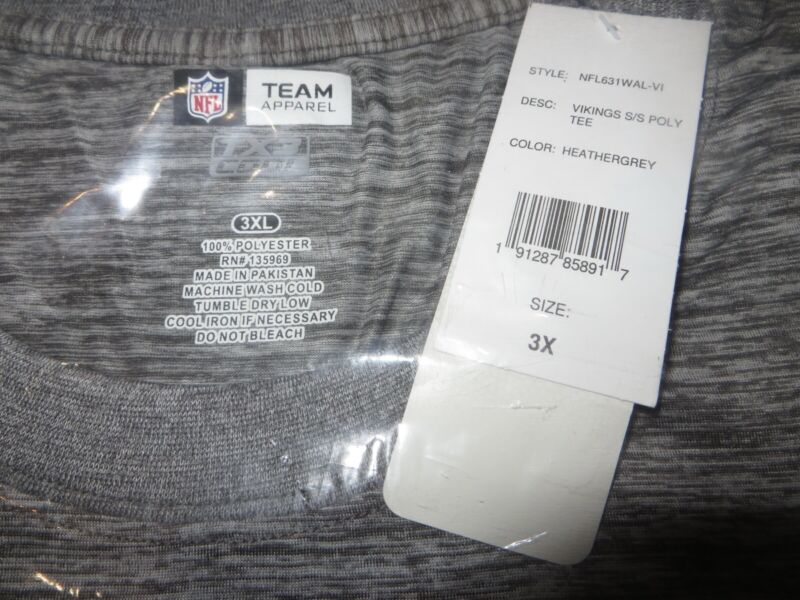 NFL
TEAM
APPAREL
TX3
COOL
3XL
100% POLYESTER
RN# 135969
MADE IN PAKISTAN
MACHINE WASH COLD
TUMBLE DRY LOW
COOL IRON IF NECESSARY
DO NOT BLEACH
STYLE: NFL631WAL-VI
DESC: VIKINGS S/S POLY
TEE
COLOR: HEATHERGREY
1 91287 85891 7
SIZE:
3X